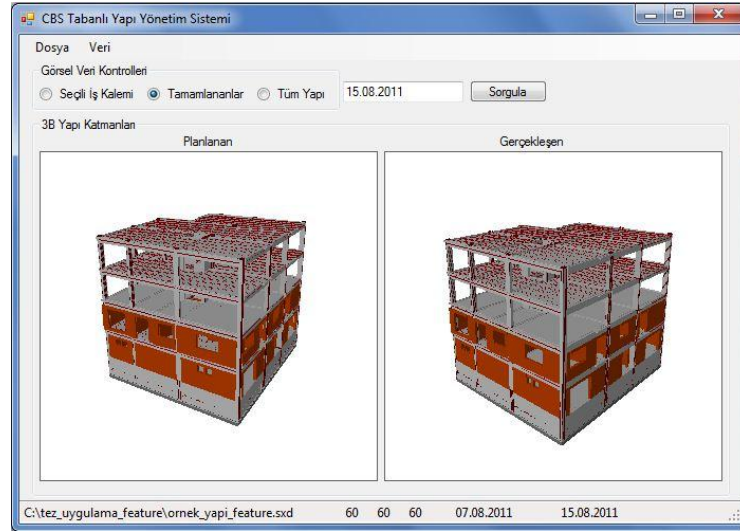 CBS Tabanlı Yapı Yönetim Sistemi
Dosya Veri
Görsel Veri Kontrolleri
Seçili İş Kalemi Tamamlananlar Tüm Yapı 15.08.2011 Sorgula
3B Yapı Katmanları
Planlanan Gerçekleşen
C:\tez_uygulama_feature\ornek_yapi_feature.sxd 60 60 60 07.08.2011 15.08.2011